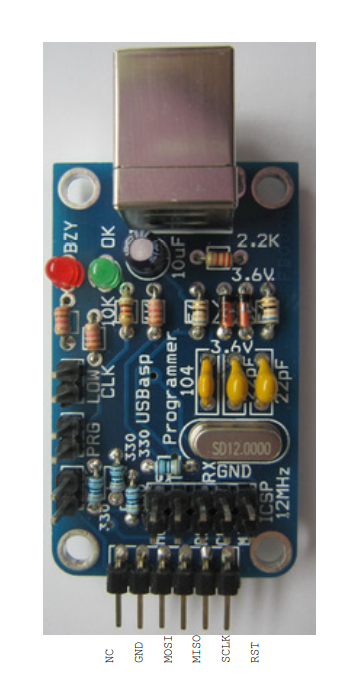 BZY
OK
10uF
2.2K
3.6V
10K
3.6V
104
22pF
LOW
CLK
USBasp
Programmer
PRG
330
330
330
RX
GND
SD12.0000
ICSP
12MHz
NC
GND
MOSI
MISO
SCLK
RST